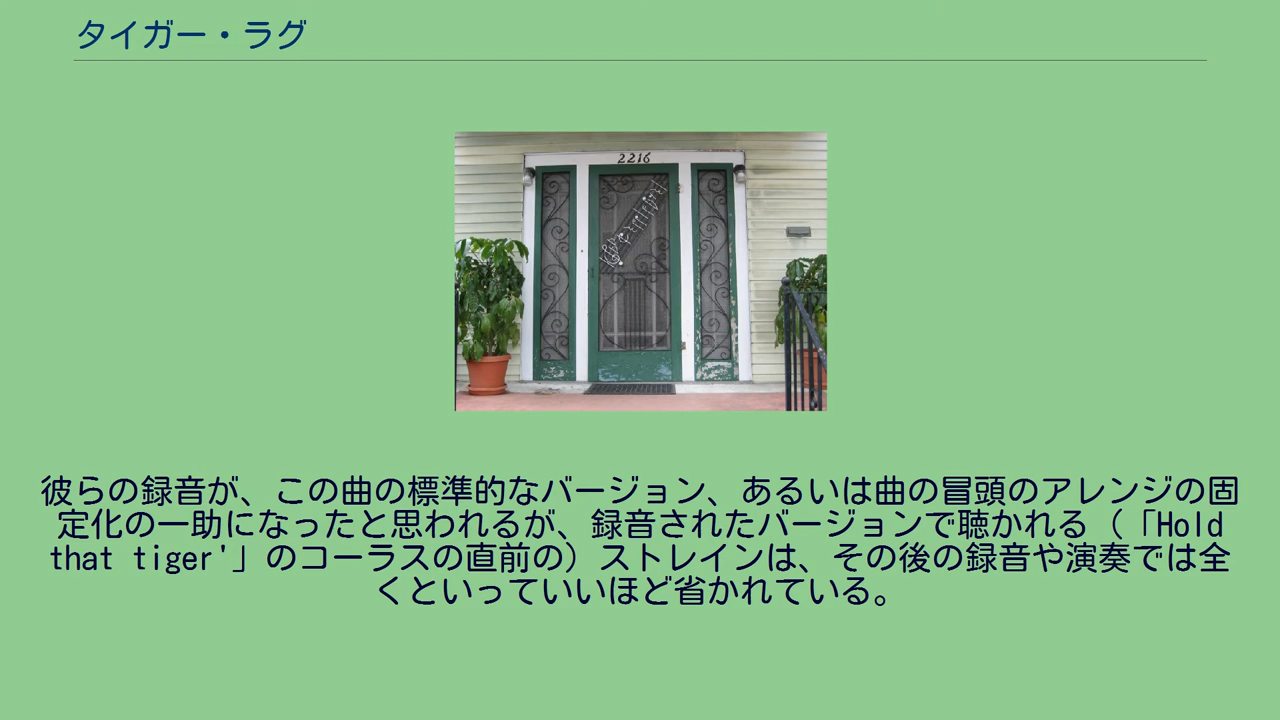 タイガー・ラグ
2216
彼らの録音が、この曲の標準的なバージョン、あるいは曲の冒頭のアレンジの固
定化の一助になったと思われるが、録音されたバージョンで聴かれる（「Hold
that tiger'」のコーラスの直前の）ストレインは、その後の録音や演奏では全
くといっていいほど省かれている。